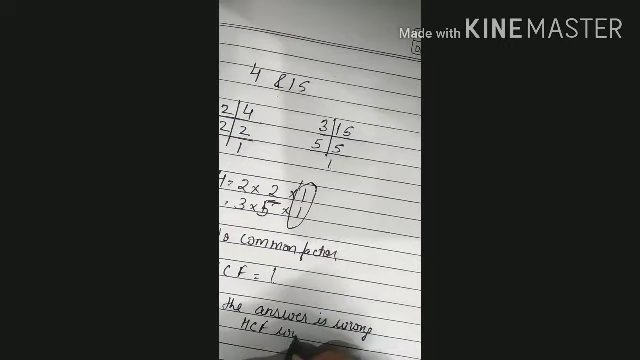 Made with KINEMASTER
4 & 15
2 | 4
2 | 2
1
3 | 15
5 | 5
1
4 = 2 × 2 × 1
3 × 5 × 1
No common factor
CF = 1
the answer is wrong
HCF